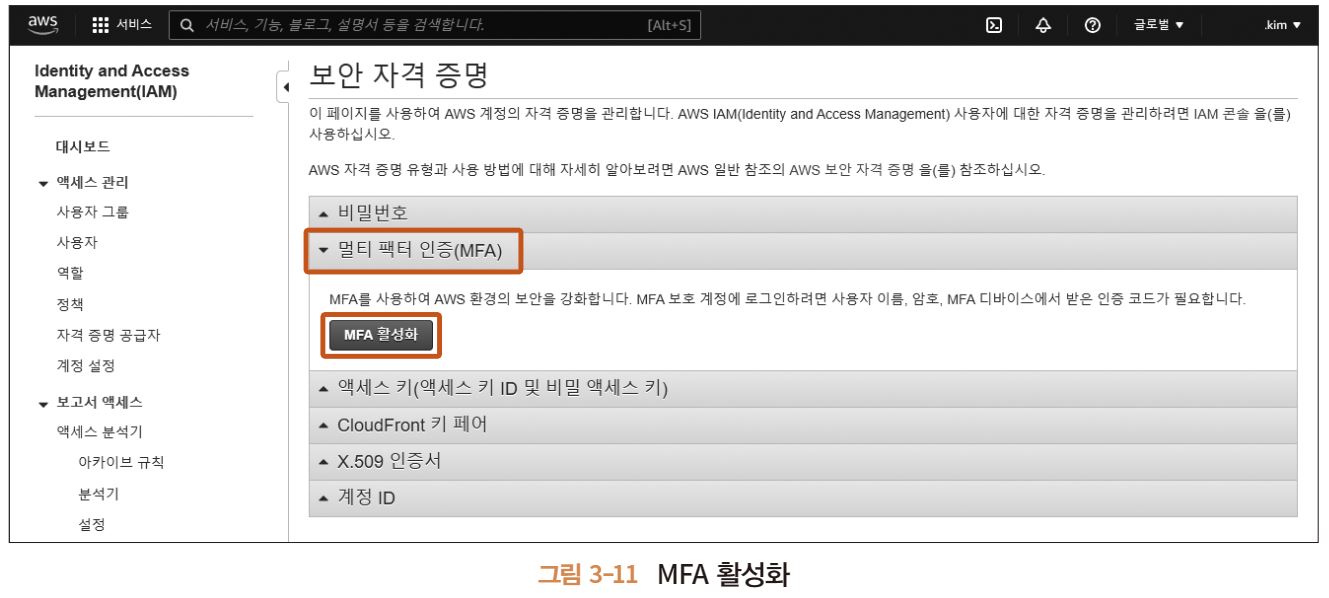 aws 서비스 서비스, 기능, 블로그, 설명서 등을 검색합니다. [Alt+S] 글로벌 ▼ .kim ▼
Identity and Access
Management(IAM)
대시보드
▼ 액세스 관리
사용자 그룹
사용자
역할
정책
자격 증명 공급자
계정 설정
▼ 보고서 액세스
액세스 분석기
아카이브 규칙
분석기
설정
보안 자격 증명
이 페이지를 사용하여 AWS 계정의 자격 증명을 관리합니다. AWS IAM(Identity and Access Management) 사용자에 대한 자격 증명을 관리하려면 IAM 콘솔 을(를)
사용하십시오.
AWS 자격 증명 유형과 사용 방법에 대해 자세히 알아보려면 AWS 일반 참조의 AWS 보안 자격 증명 을(를) 참조하십시오.
▲ 비밀번호
▼ 멀티 팩터 인증(MFA)
MFA를 사용하여 AWS 환경의 보안을 강화합니다. MFA 보호 계정에 로그인하려면 사용자 이름, 암호, MFA 디바이스에서 받은 인증 코드가 필요합니다.
MFA 활성화
▲ 액세스 키(액세스 키 ID 및 비밀 액세스 키)
▲ CloudFront 키 페어
▲ X.509 인증서
▲ 계정 ID
그림 3-11 MFA 활성화